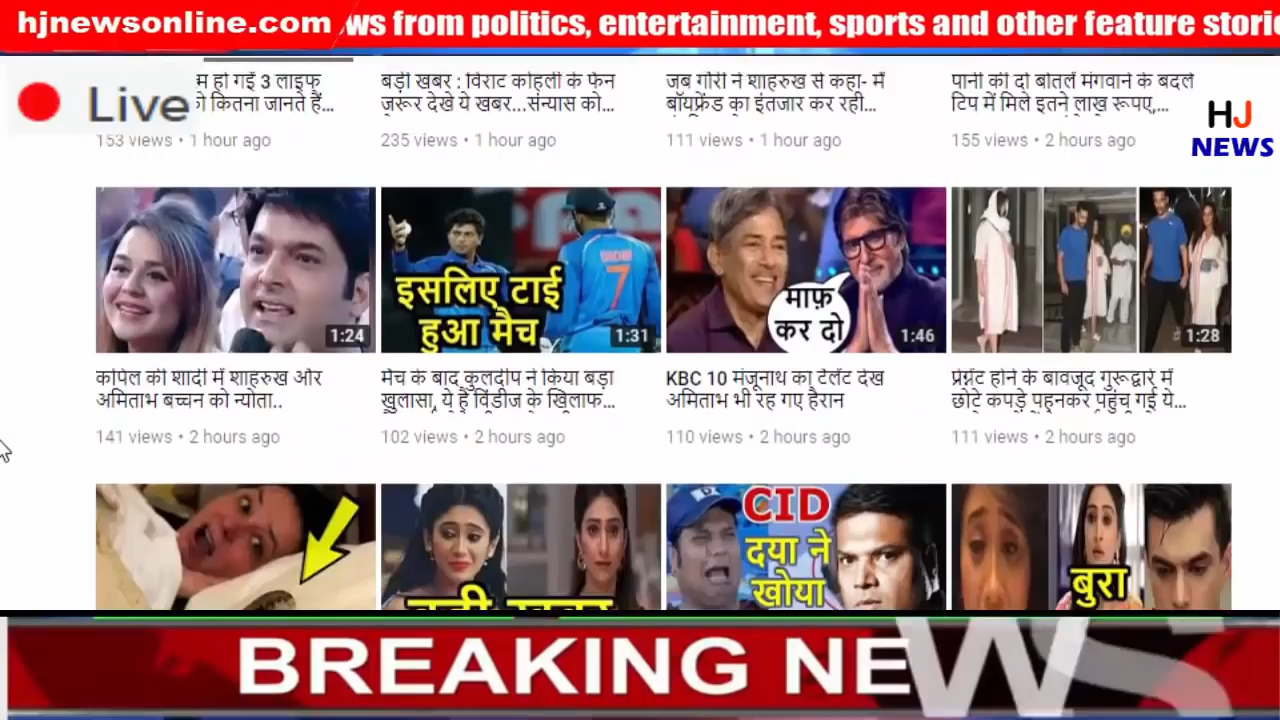 hjnewsonline.com
ws from politics, entertainment, sports and other feature storie
Live
HJ
NEWS
म हो गईं 3 लाइफ
ो कितना जानते हैं...
153 views • 1 hour ago
बड़ी खबर : विराट कोहली के फैन
ज़रूर देखे ये खबर...संन्यास को...
235 views • 1 hour ago
जब गोरी ने शाहरुख से कहा- मैं
बॉयफ्रेंड का इंतजार कर रही...
111 views • 1 hour ago
पानी की दो बोतलें मंगवाने के बदले
टिप में मिले इतने लाख रूपए,...
155 views • 2 hours ago
1:24
कपिल की शादी में शाहरुख और
अमिताभ बच्चन को न्योता..
141 views • 2 hours ago
इसलिए टाई
हुआ मैच
7
1:31
मैच के बाद कुलदीप ने किया बड़ा
खुलासा, ये हैं विंडीज के खिलाफ...
102 views • 2 hours ago
माफ़
कर दो
1:46
KBC 10 मंजूनाथ का टैलेंट देख
अमिताभ भी रह गए हैरान
110 views • 2 hours ago
1:28
प्रेग्नेंट होने के बावजूद गुरूद्वारे में
छोटे कपड़े पहनकर पहुंच गई ये...
111 views • 2 hours ago
CID
दया ने
खोया
बुरा
BREAKING NEWS